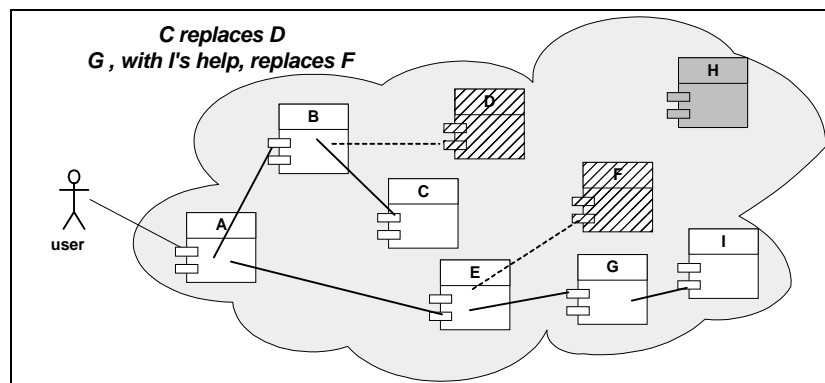 C replaces D
G , with I's help, replaces F
H
B
D
C
F
user
A
E
G
I